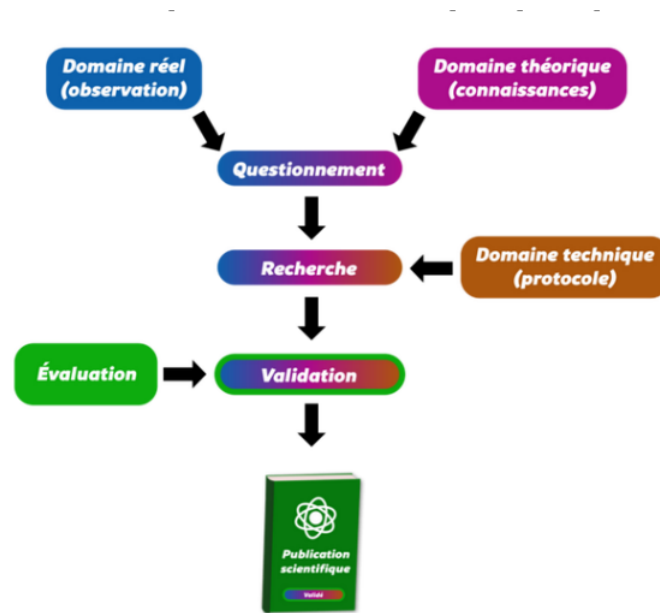 Domaine réel
(observation)
Domaine théorique
(connaissances)
Questionnement
Recherche
Domaine technique
(protocole)
Évaluation
Validation
Publication
scientifique
Validé